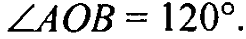 ∠AOB = 120°.